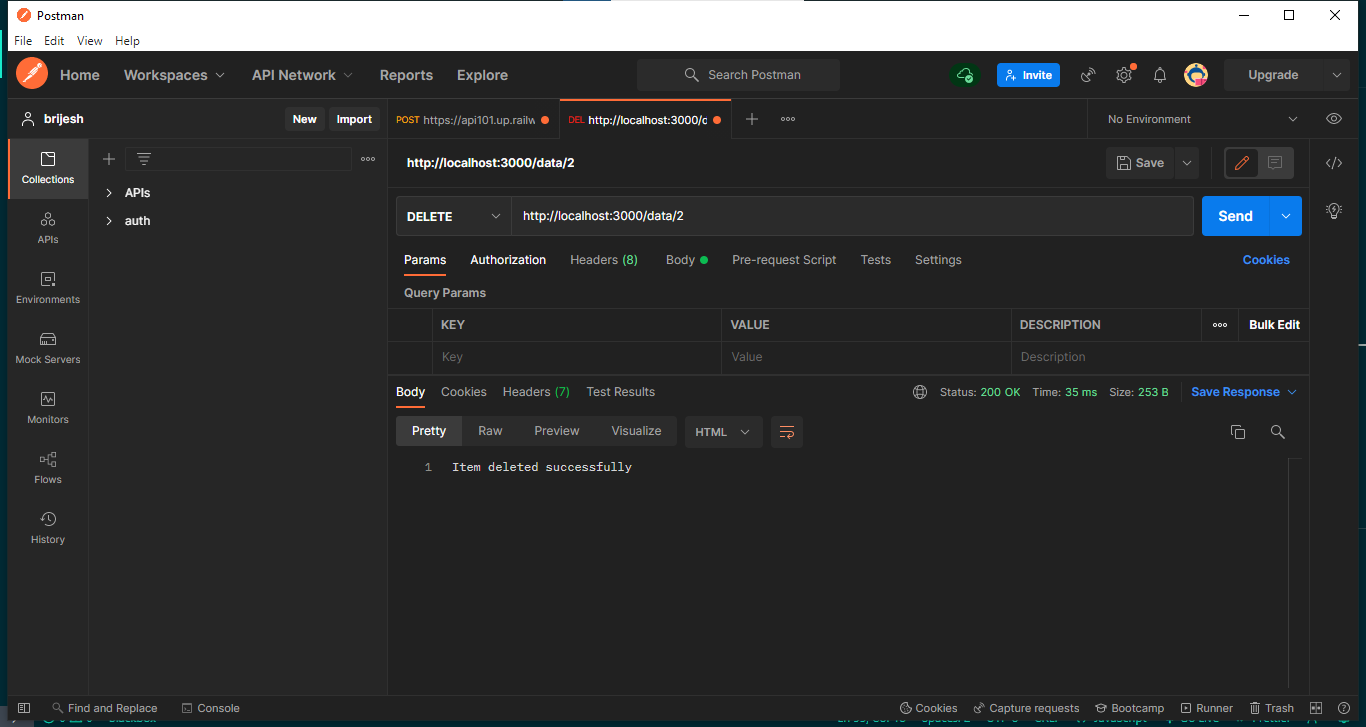 Postman
File Edit View Help
Home Workspaces API Network Reports Explore Search Postman Invite Upgrade
brijesh New Import POST https://api101.up.railw DEL http://localhost:3000/d No Environment
Collections
APIs
Environments
Mock Servers
Monitors
Flows
History
APIs
auth
http://localhost:3000/data/2 Save
DELETE http://localhost:3000/data/2 Send
Params Authorization Headers (8) Body Pre-request Script Tests Settings Cookies
Query Params
KEY VALUE DESCRIPTION Bulk Edit
Key Value Description
Body Cookies Headers (7) Test Results Status: 200 OK Time: 35 ms Size: 253 B Save Response
Pretty Raw Preview Visualize HTML
1 Item deleted successfully
Find and Replace Console Cookies Capture requests Bootcamp Runner Trash